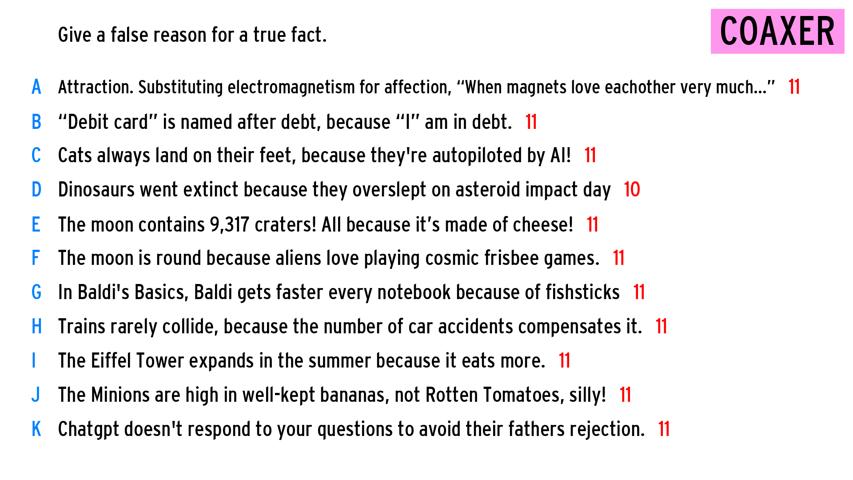 Give a false reason for a true fact.
COAXER
A Attraction. Substituting electromagnetism for affection, “When magnets love eachother very much...” 11
B “Debit card” is named after debt, because “I” am in debt. 11
C Cats always land on their feet, because they're autopiloted by AI! 11
D Dinosaurs went extinct because they overslept on asteroid impact day 10
E The moon contains 9,317 craters! All because it’s made of cheese! 11
F The moon is round because aliens love playing cosmic frisbee games. 11
G In Baldi's Basics, Baldi gets faster every notebook because of fishsticks 11
H Trains rarely collide, because the number of car accidents compensates it. 11
I The Eiffel Tower expands in the summer because it eats more. 11
J The Minions are high in well-kept bananas, not Rotten Tomatoes, silly! 11
K Chatgpt doesn't respond to your questions to avoid their fathers rejection. 11